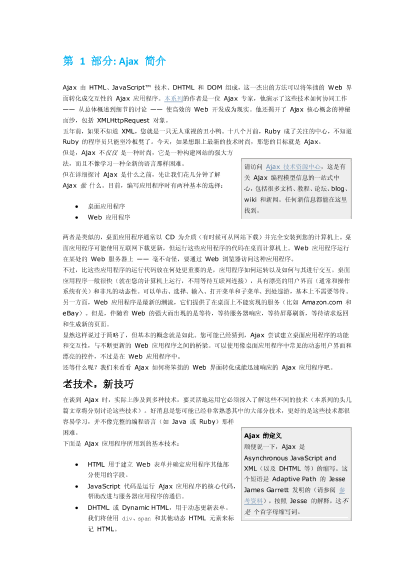 第 1 部分: Ajax 简介
Ajax 由 HTML、JavaScript™ 技术、DHTML 和 DOM 组成，这一杰出的方法可以将笨拙的 Web 界
面转化成交互性的 Ajax 应用程序。本系列的作者是一位 Ajax 专家，他演示了这些技术如何协同工作
—— 从总体概述到细节的讨论 —— 使高效的 Web 开发成为现实。他还揭开了 Ajax 核心概念的神秘
面纱，包括 XMLHttpRequest 对象。
五年前，如果不知道 XML，您就是一只无人重视的丑小鸭。十八个月前，Ruby 成了关注的中心，不知道
Ruby 的程序员只能坐冷板凳了。今天，如果想跟上最新的技术时尚，那您的目标就是 Ajax。
但是，Ajax 不仅仅 是一种时尚，它是一种构建网站的强大方
法，而且不像学习一种全新的语言那样困难。
但在详细探讨 Ajax 是什么之前，先让我们花几分钟了解
Ajax 做 什么。目前，编写应用程序时有两种基本的选择：
• 桌面应用程序
• Web 应用程序
请访问 Ajax 技术资源中心，这是有
关 Ajax 编程模型信息的一站式中
心，包括很多文档、教程、论坛、blog、
wiki 和新闻。任何新信息都能在这里
找到。
两者是类似的，桌面应用程序通常以 CD 为介质（有时候可从网站下载）并完全安装到您的计算机上。桌
面应用程序可能使用互联网下载更新，但运行这些应用程序的代码在桌面计算机上。Web 应用程序运行
在某处的 Web 服务器上 —— 毫不奇怪，要通过 Web 浏览器访问这种应用程序。
不过，比这些应用程序的运行代码放在何处更重要的是，应用程序如何运转以及如何与其进行交互。桌面
应用程序一般很快（就在您的计算机上运行，不用等待互联网连接），具有漂亮的用户界面（通常和操作
系统有关）和非凡的动态性。可以单击、选择、输入、打开菜单和子菜单、到处巡游，基本上不需要等待。
另一方面，Web 应用程序是最新的潮流，它们提供了在桌面上不能实现的服务（比如 Amazon.com 和
eBay）。但是，伴随着 Web 的强大而出现的是等待，等待服务器响应，等待屏幕刷新，等待请求返回
和生成新的页面。
显然这样说过于简略了，但基本的概念就是如此。您可能已经猜到，Ajax 尝试建立桌面应用程序的功能
和交互性，与不断更新的 Web 应用程序之间的桥梁。可以使用像桌面应用程序中常见的动态用户界面和
漂亮的控件，不过是在 Web 应用程序中。
还等什么呢？我们来看看 Ajax 如何将笨拙的 Web 界面转化成能迅速响应的 Ajax 应用程序吧。
老技术，新技巧
在谈到 Ajax 时，实际上涉及到多种技术，要灵活地运用它必须深入了解这些不同的技术（本系列的头几
篇文章将分别讨论这些技术）。好消息是您可能已经非常熟悉其中的大部分技术，更好的是这些技术都很
容易学习，并不像完整的编程语言（如 Java 或 Ruby）那样
困难。
下面是 Ajax 应用程序所用到的基本技术：
• HTML 用于建立 Web 表单并确定应用程序其他部
分使用的字段。
• JavaScript 代码是运行 Ajax 应用程序的核心代码，
帮助改进与服务器应用程序的通信。
• DHTML 或 Dynamic HTML，用于动态更新表单。
我们将使用 div、span 和其他动态 HTML 元素来标
记 HTML。
Ajax 的定义
顺便说一下，Ajax 是
Asynchronous JavaScript and
XML（以及 DHTML 等）的缩写。这
个短语是 Adaptive Path 的 Jesse
James Garrett 发明的（请参阅 参
考资料），按照 Jesse 的解释，这不
是 个首字母缩写词。